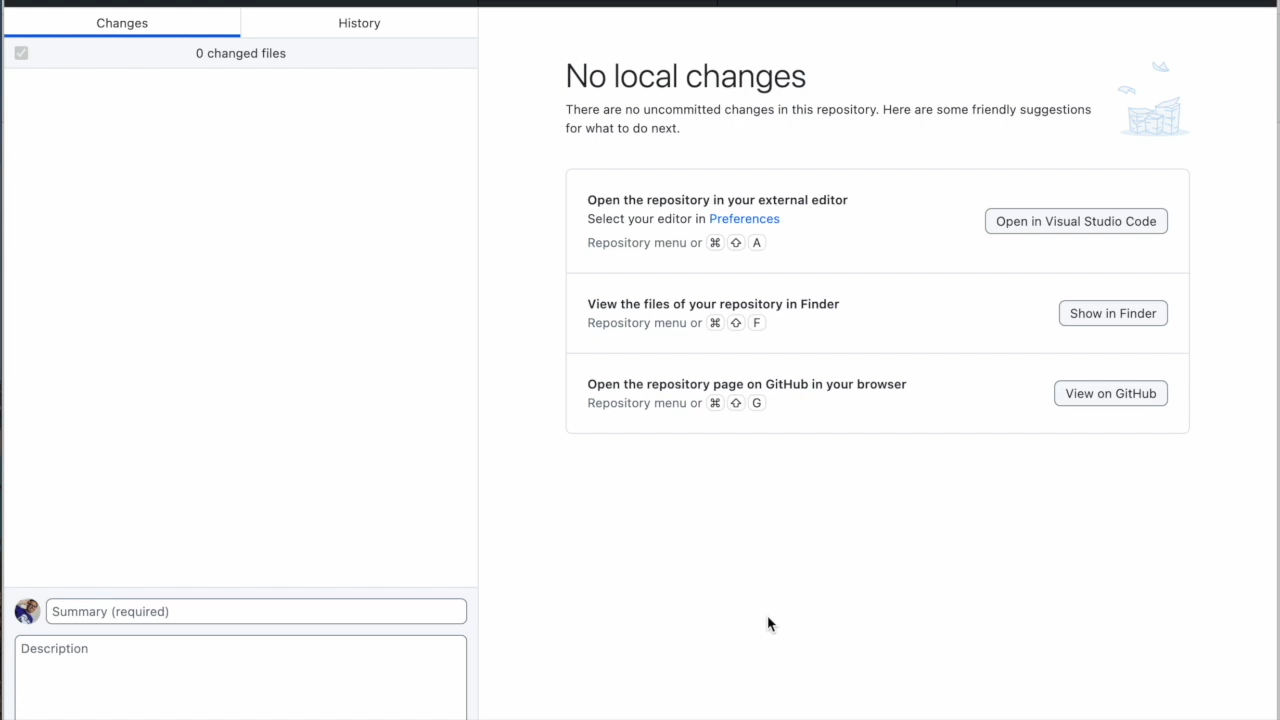 Changes
History
0 changed files
No local changes
There are no uncommitted changes in this repository. Here are some friendly suggestions
for what to do next.
Open the repository in your external editor
Select your editor in Preferences
Repository menu or ⌘ ⇧ A
Open in Visual Studio Code
View the files of your repository in Finder
Repository menu or ⌘ ⇧ F
Show in Finder
Open the repository page on GitHub in your browser
Repository menu or ⌘ ⇧ G
View on GitHub
Summary (required)
Description